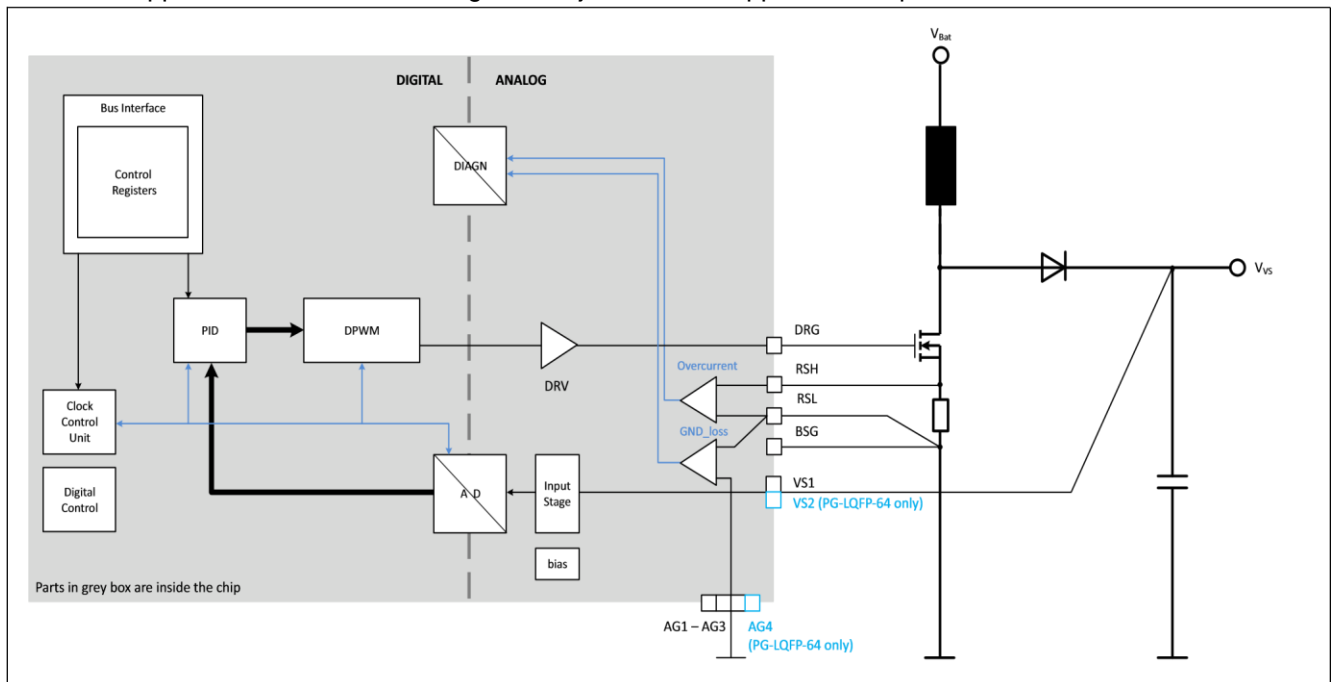 V_Bat
DIGITAL
ANALOG
Bus Interface
Control
Registers
DIAGN
V_VS
PID
DPWM
DRV
DRG
Overcurrent
RSH
RSL
GND_loss
BSG
Clock
Control
Unit
Digital
Control
A D
Input
Stage
VS1
VS2 (PG-LQFP-64 only)
bias
Parts in grey box are inside the chip
AG1 – AG3
AG4
(PG-LQFP-64 only)